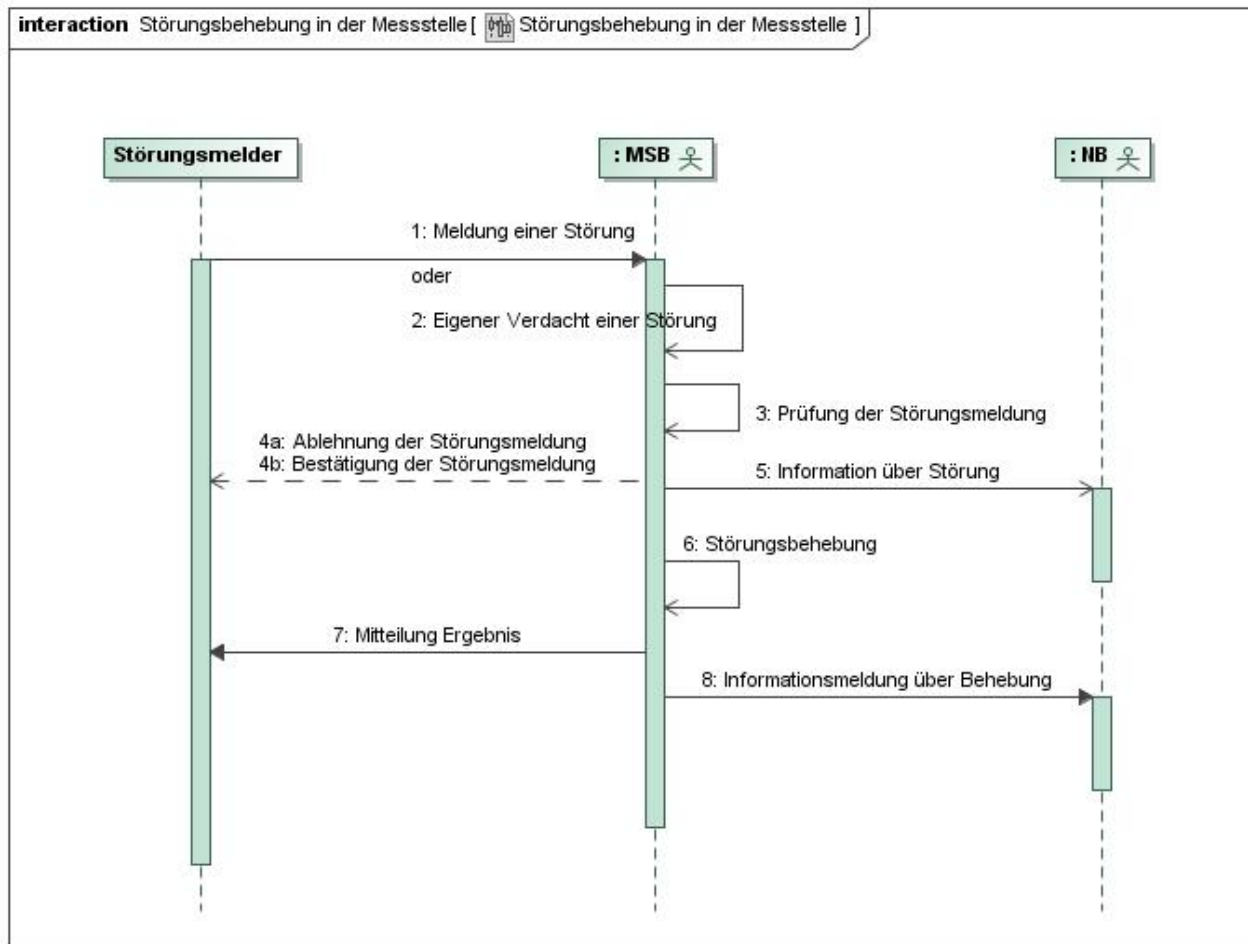 interaction Störungsbehebung in der Messstelle [ Störungsbehebung in der Messstelle ]
Störungsmelder
: MSB
: NB
1: Meldung einer Störung
oder
2: Eigener Verdacht einer Störung
3: Prüfung der Störungsmeldung
4a: Ablehnung der Störungsmeldung
4b: Bestätigung der Störungsmeldung
5: Information über Störung
6: Störungsbehebung
7: Mitteilung Ergebnis
8: Informationsmeldung über Behebung